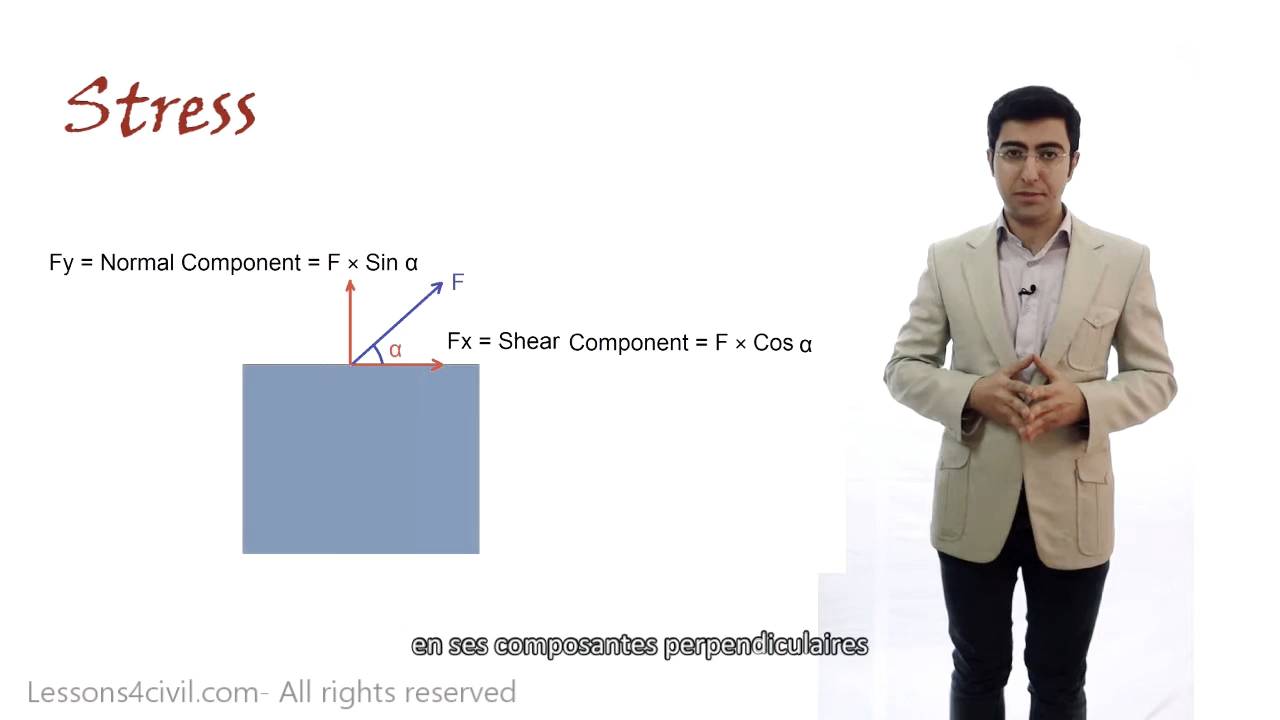 Stress
Fy = Normal Component = F × Sin α
F
Fx = Shear Component = F × Cos α
α
en ses composantes perpendiculaires
Lessons4civil.com- All rights reserved